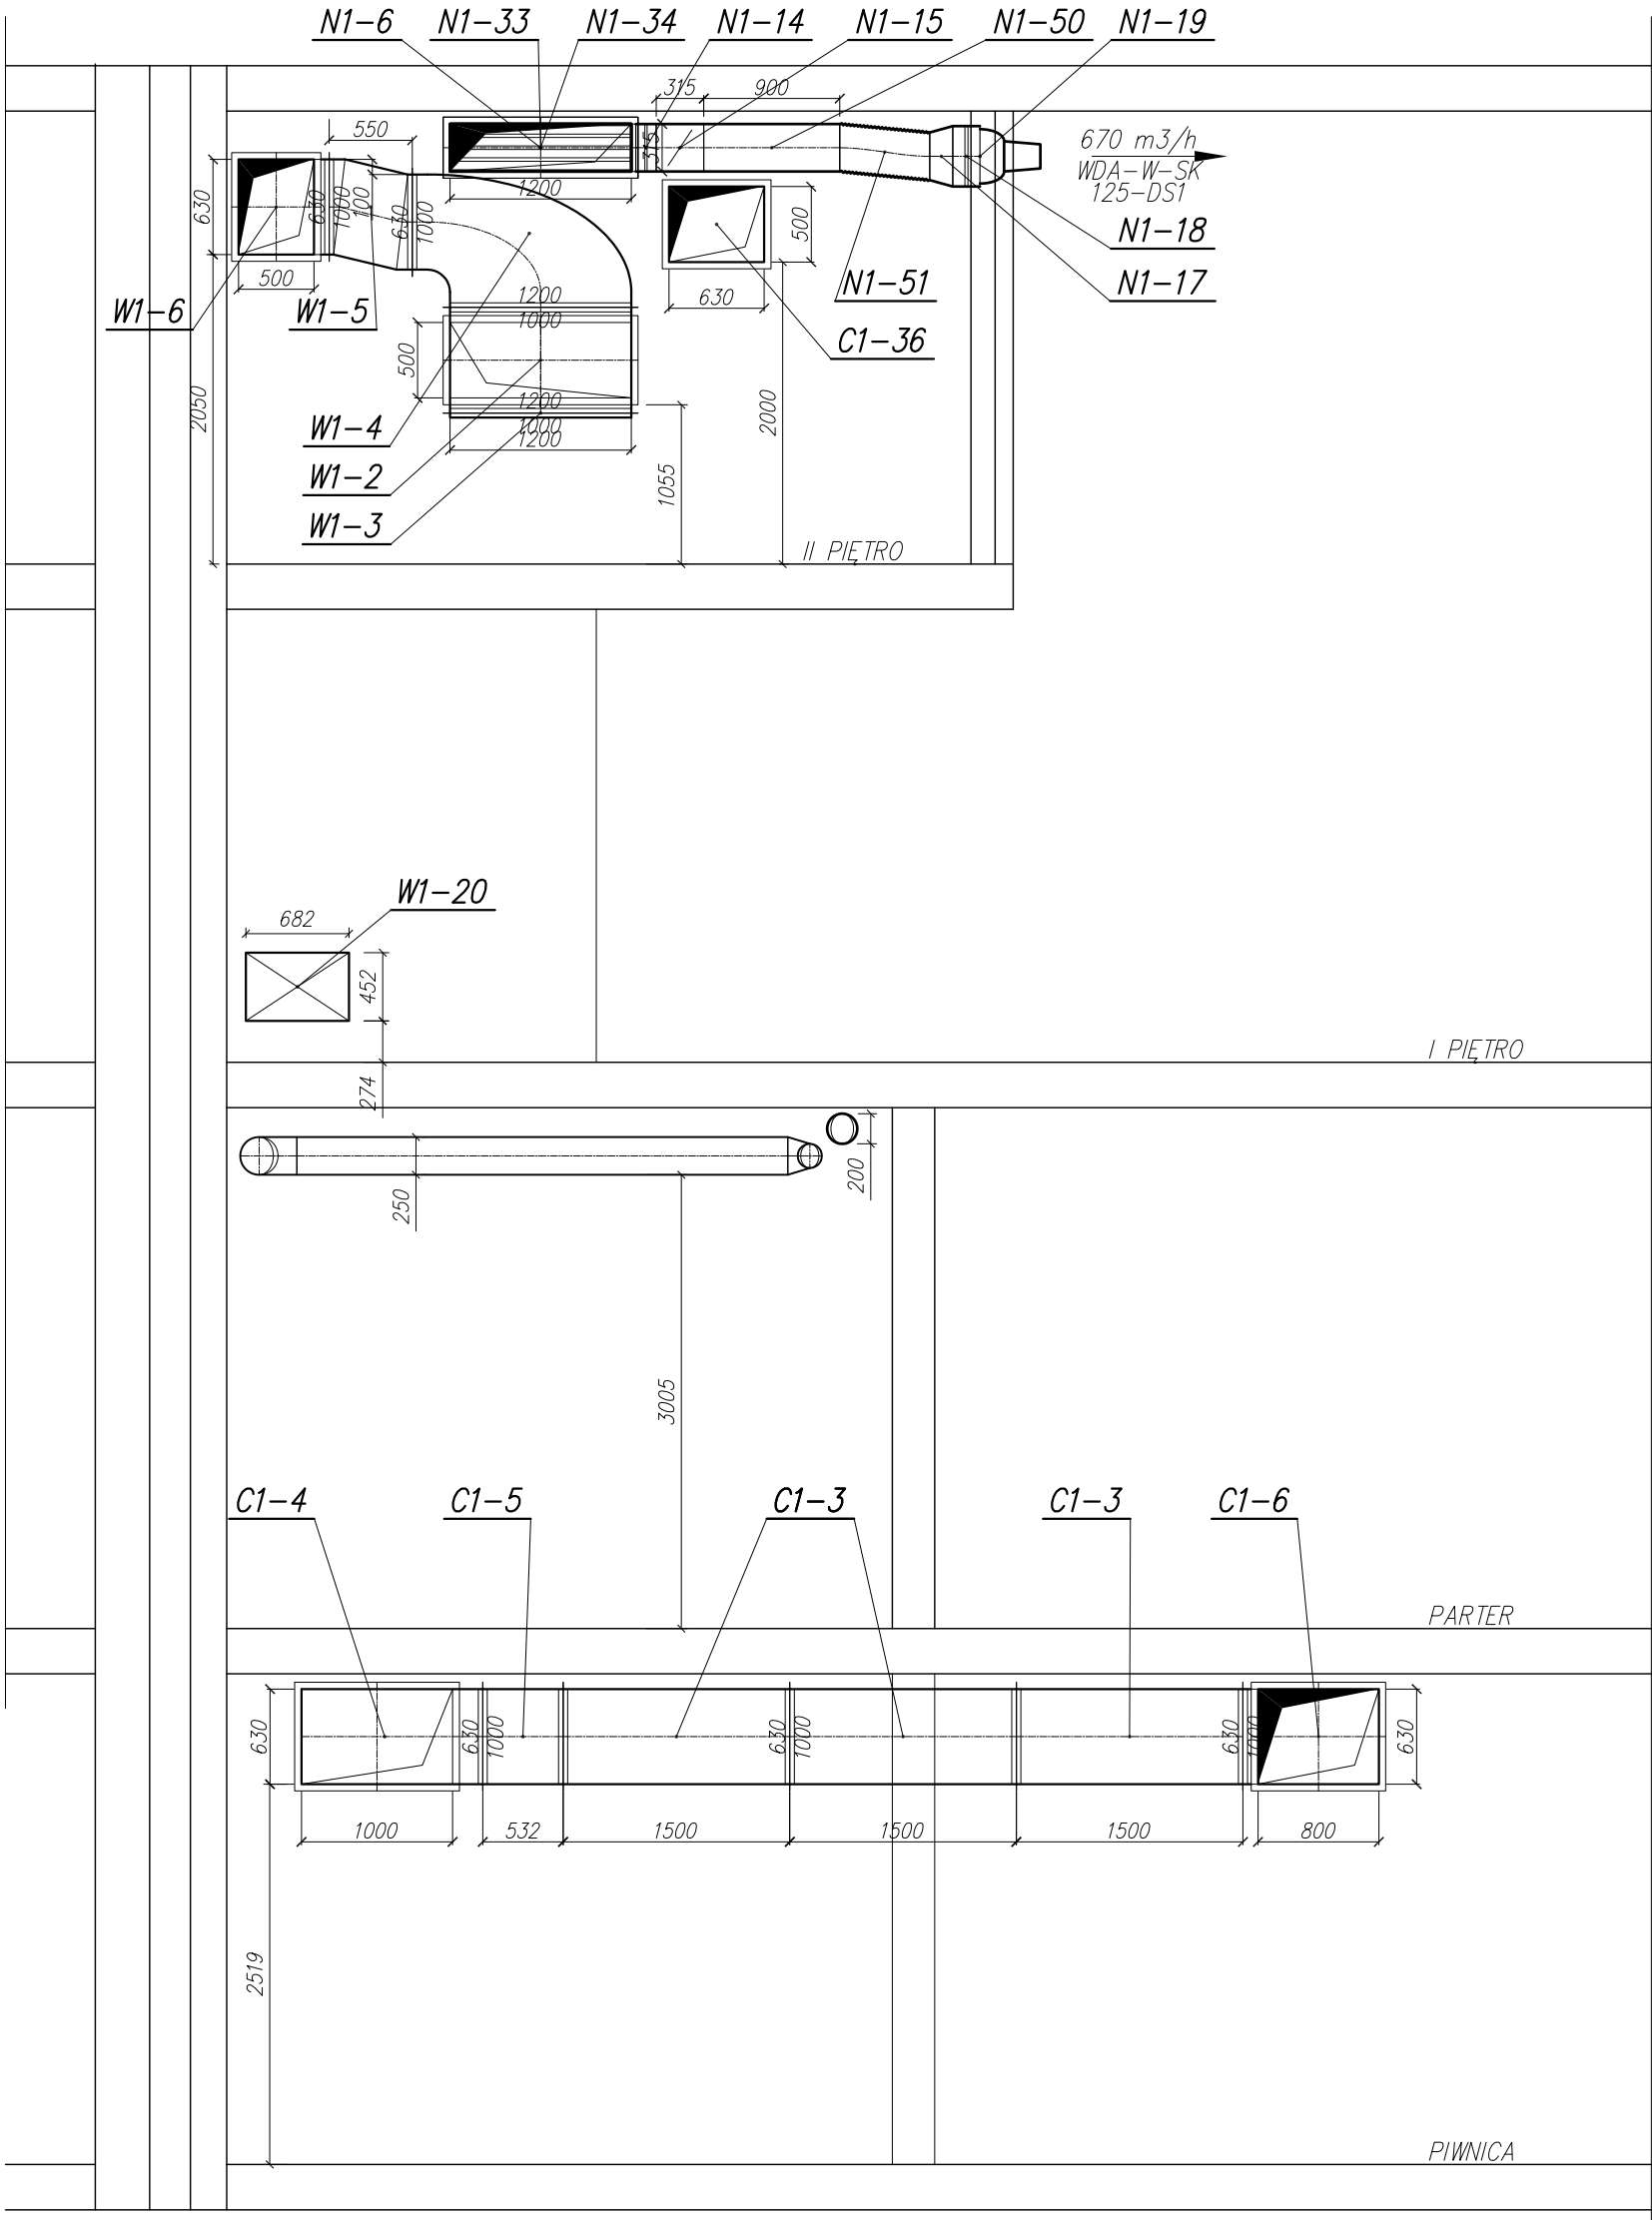 N1-6 N1-33 N1-34 N1-14 N1-15 N1-50 N1-19
315 900
550
315
670 m3/h
WDA-W-SK
125-DS1
630
630
1000
100
630
1000
1200
500
N1-18
500
630
N1-51
N1-17
W1-6
W1-5
1200
1000
C1-36
500
2050
1200
1000
1200
2000
W1-4
W1-2
1055
W1-3
II PIĘTRO
W1-20
682
452
I PIĘTRO
274
200
250
3005
C1-4 C1-5 C1-3 C1-3 C1-6
PARTER
630
630
1000
630
1000
630
1000
630
1000 532 1500 1500 1500 800
2519
PIWNICA